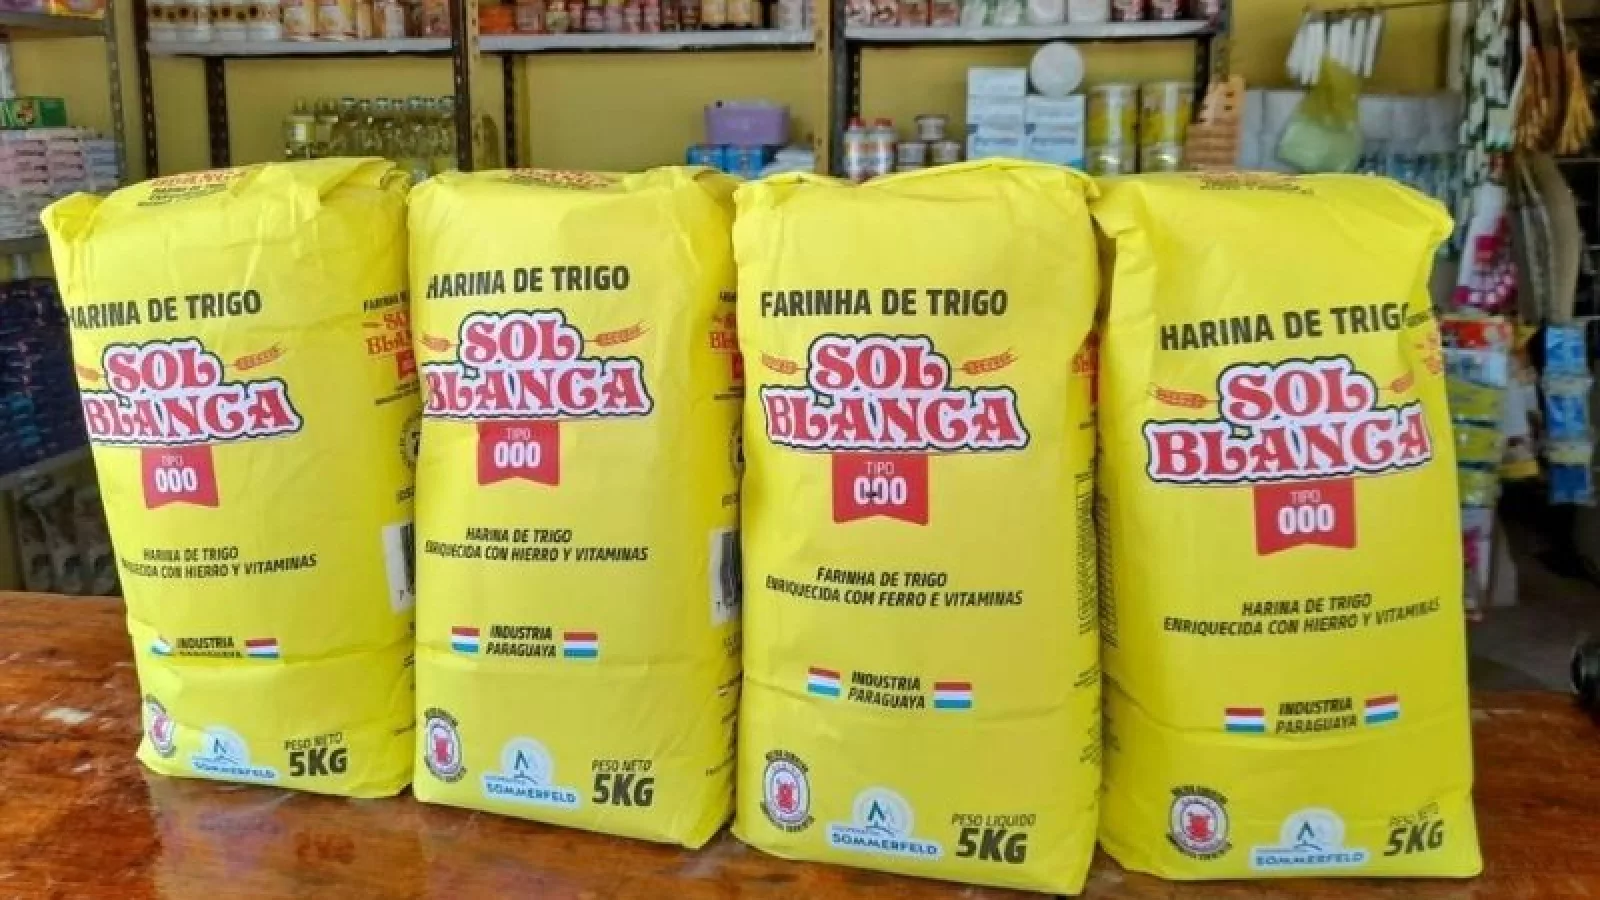 HARINA DE TRIGO
SOL
BLANCA
TIPO
000
HARINA DE TRIGO
CON HIERRO Y VITAMINAS
INDUSTRIA
PARAGUAYA
SOMMERFELD
PESO NETO
5KG
HARINA DE TRIGO
SOL
BLANCA
TIPO
000
HARINA DE TRIGO
ENRIQUECIDA CON HIERRO Y VITAMINAS
INDUSTRIA
PARAGUAYA
SOMMERFELD
PESO NETO
5KG
FARINHA DE TRIGO
SOL
BLANCA
TIPO
000
FARINHA DE TRIGO
ENRIQUECIDA COM FERRO E VITAMINAS
INDUSTRIA
PARAGUAYA
SOMMERFELD
PESO LIQUIDO
5KG
HARINA DE TRIGO
SOL
BLANCA
TIPO
000
HARINA DE TRIGO
ENRIQUECIDA CON HIERRO Y VITAMINAS
INDUSTRIA
PARAGUAYA
SOMMERFELD
PESO NETO
5KG